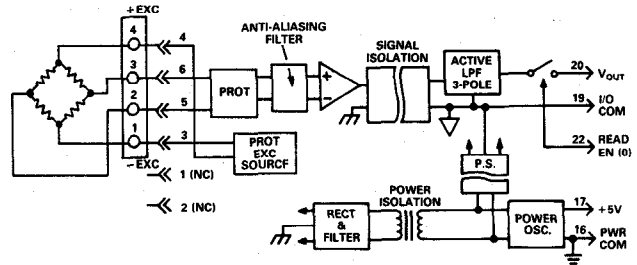 +EXC
4
4
3
6
2
5
1
3
-EXC
1 (NC)
2 (NC)
PROT
PROT
EXC
SOURCF
ANTI-ALIASING
FILTER
+
−
SIGNAL
ISOLATION
ACTIVE
LPF
3-POLE
20
VOUT
19
I/O
COM
22
READ
EN (0)
P.S.
POWER
ISOLATION
RECT
&
FILTER
POWER
OSC.
17
+5V
16
PWR
COM